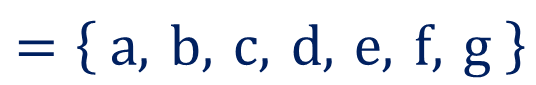 = { a, b, c, d, e, f, g }